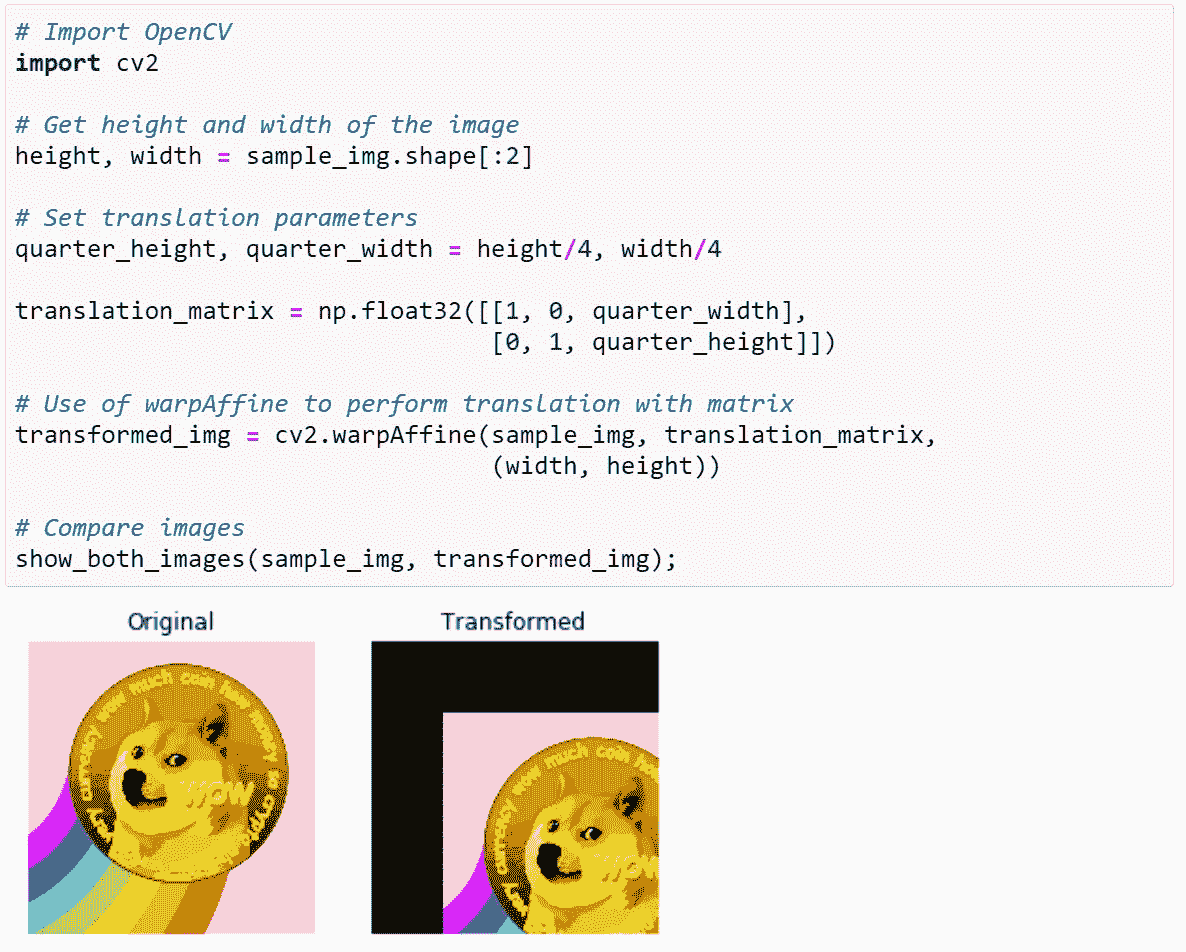 # Import OpenCV
import cv2
# Get height and width of the image
height, width = sample_img.shape[:2]
# Set translation parameters
quarter_height, quarter_width = height/4, width/4
translation_matrix = np.float32([[1, 0, quarter_width],
[0, 1, quarter_height]])
# Use of warpAffine to perform translation with matrix
transformed_img = cv2.warpAffine(sample_img, translation_matrix,
(width, height))
# Compare images
show_both_images(sample_img, transformed_img);
Original
Transformed
wow much coin how money so crypto
WOW
wow much coin
WOW